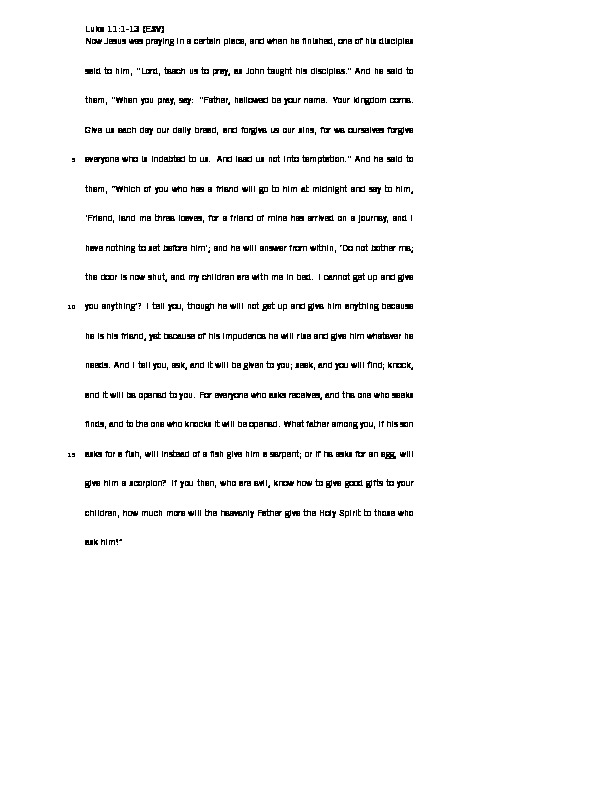 Luke 11:1-13 (ESV)
Now Jesus was praying in a certain place, and when he finished, one of his disciples
said to him, "Lord, teach us to pray, as John taught his disciples." And he said to
them, "When you pray, say: "Father, hallowed be your name. Your kingdom come.
Give us each day our daily bread, and forgive us our sins, for we ourselves forgive
5 everyone who is indebted to us. And lead us not into temptation." And he said to
them, "Which of you who has a friend will go to him at midnight and say to him,
'Friend, lend me three loaves, for a friend of mine has arrived on a journey, and I
have nothing to set before him'; and he will answer from within, 'Do not bother me;
the door is now shut, and my children are with me in bed. I cannot get up and give
10 you anything'? I tell you, though he will not get up and give him anything because
he is his friend, yet because of his impudence he will rise and give him whatever he
needs. And I tell you, ask, and it will be given to you; seek, and you will find; knock,
and it will be opened to you. For everyone who asks receives, and the one who seeks
finds, and to the one who knocks it will be opened. What father among you, if his son
15 asks for a fish, will instead of a fish give him a serpent; or if he asks for an egg, will
give him a scorpion? If you then, who are evil, know how to give good gifts to your
children, how much more will the heavenly Father give the Holy Spirit to those who
ask him!"